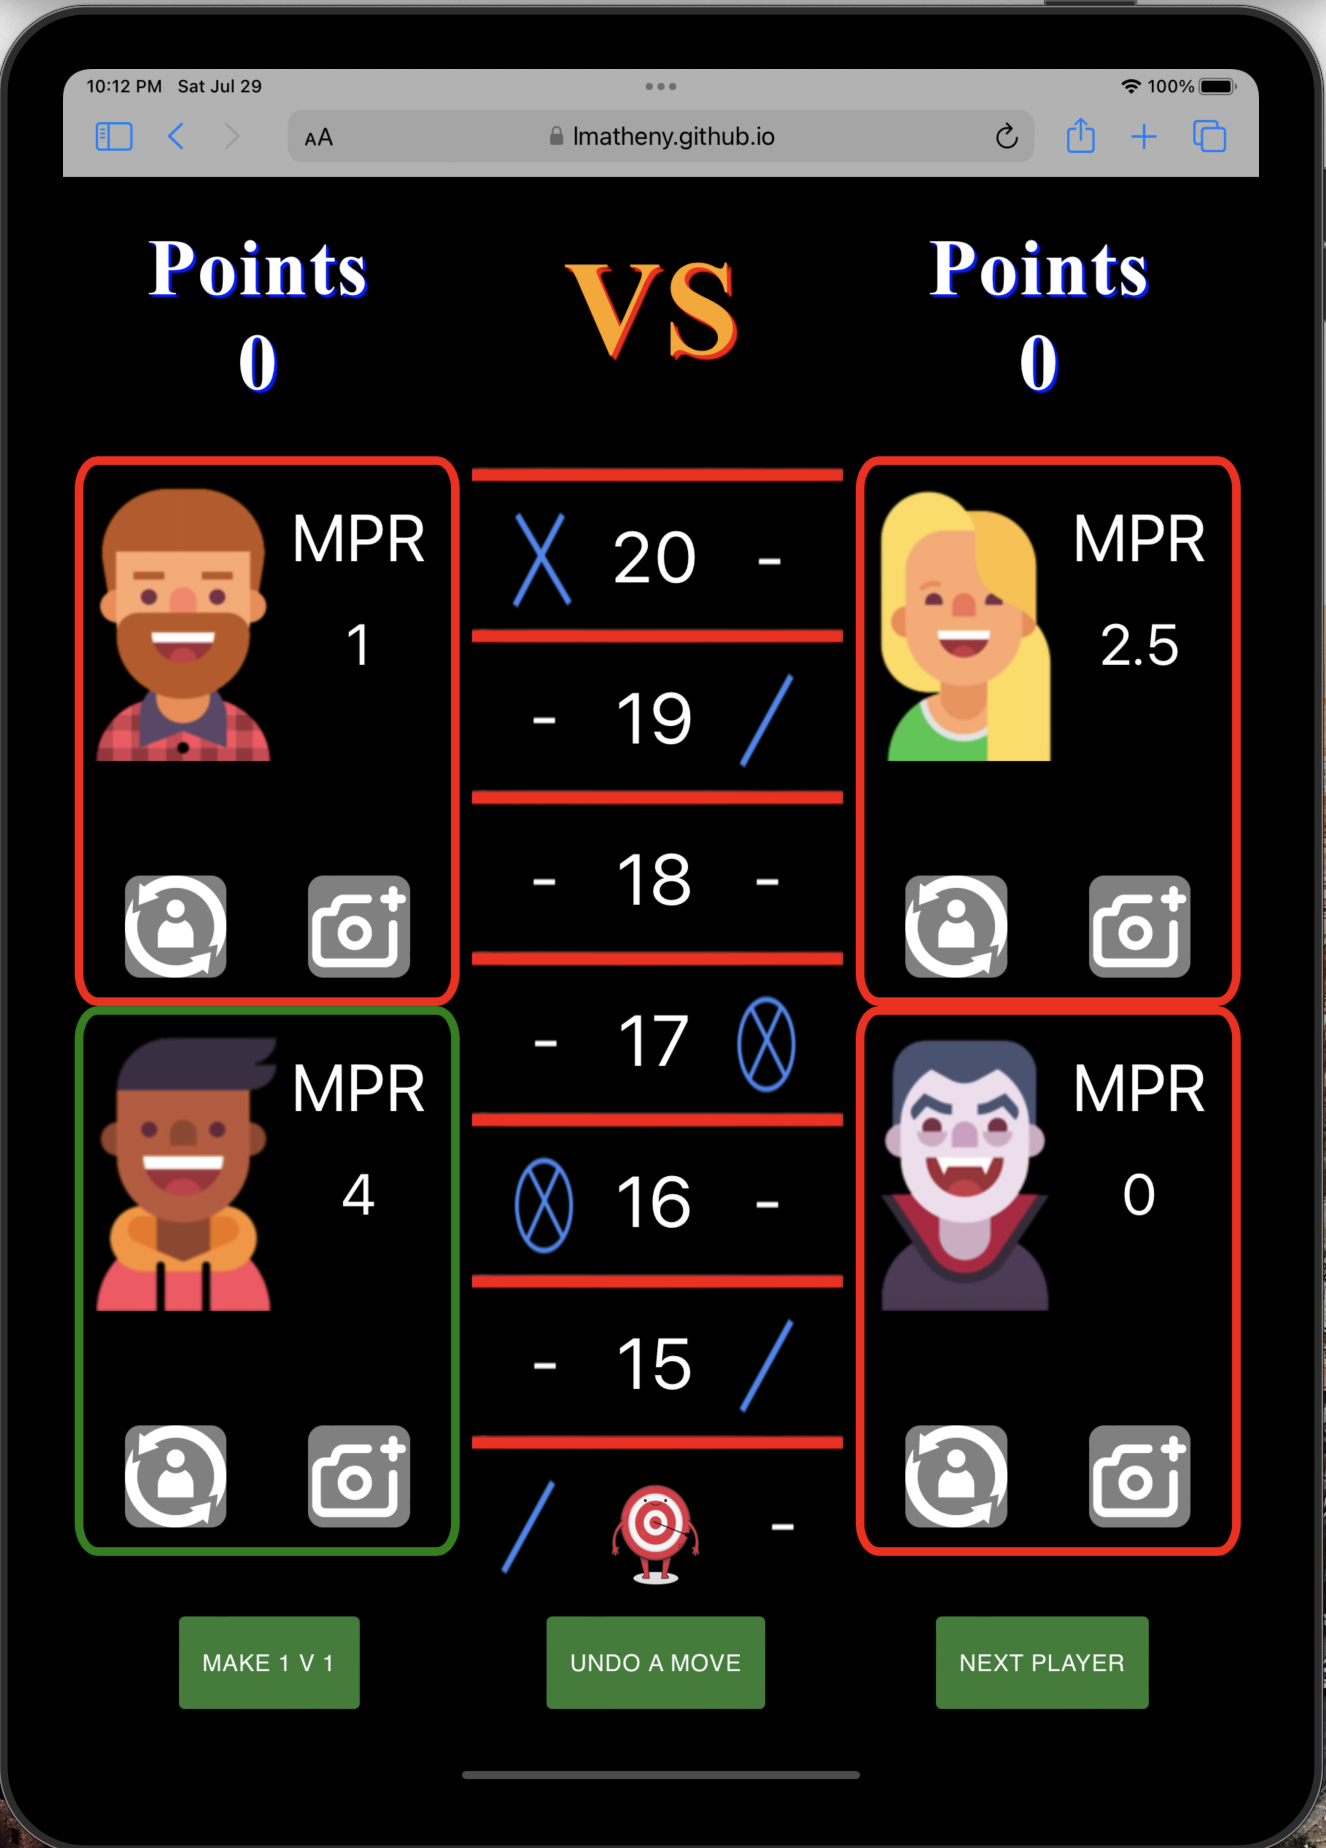 10:12 PM Sat Jul 29
100%
AA
lmatheny.github.io
Points
0
VS
Points
0
MPR
1
MPR
2.5
X 20 -
- 19 /
- 18 -
- 17 Ⓧ
Ⓧ 16 -
- 15 /
/ -
MPR
4
MPR
0
MAKE 1 V 1
UNDO A MOVE
NEXT PLAYER